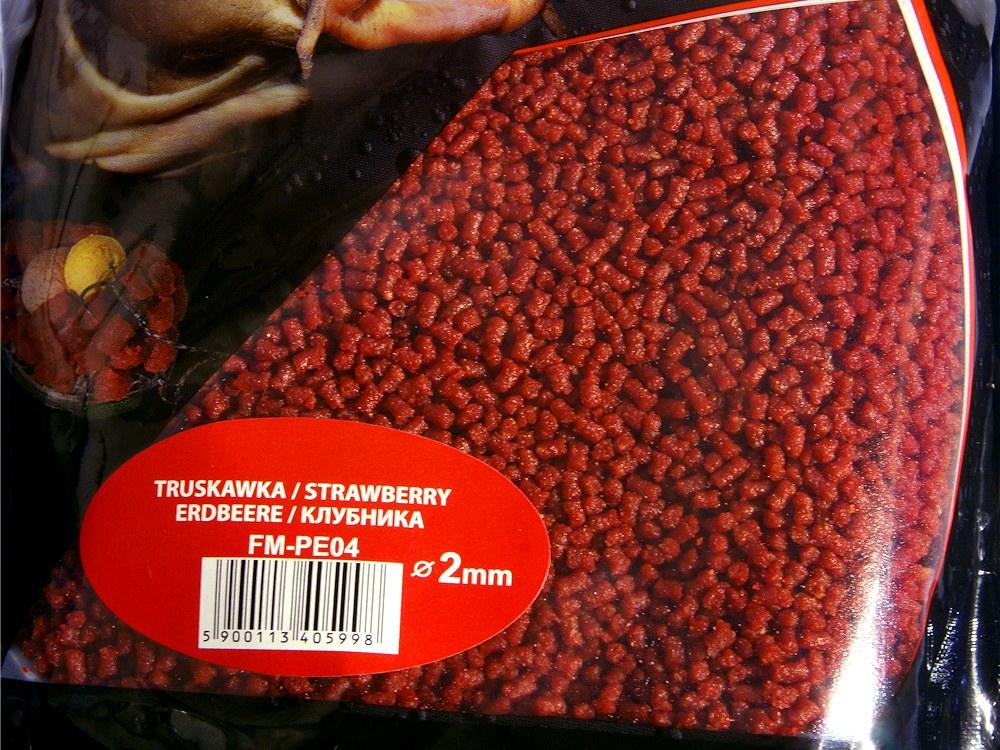 TRUSKAWKA / STRAWBERRY
ERDBEERE / КЛУБНИКА
FM-PE04
⌀ 2mm
5 900113 405998